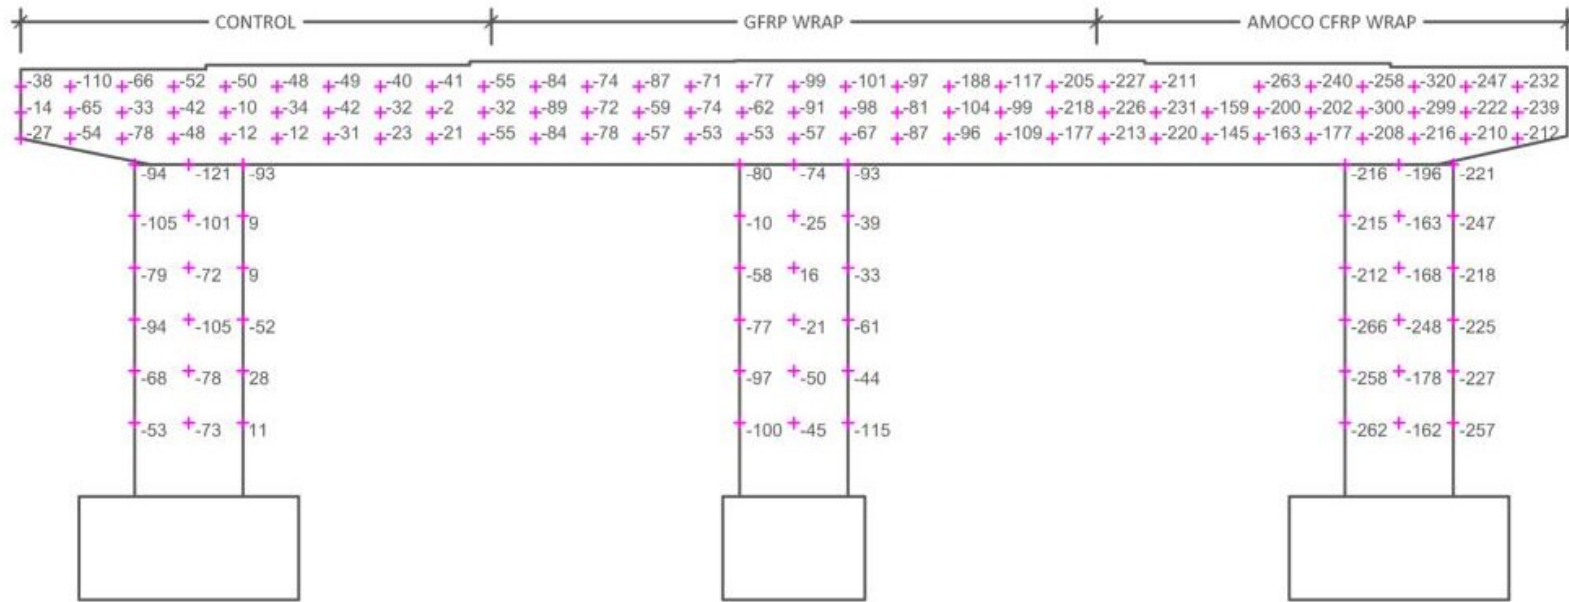 CONTROL GFRP WRAP AMOCO CFRP WRAP
-38 -110 -66 -52 -50 -48 -49 -40 -41 -55 -84 -74 -87 -71 -77 -99 -101 -97 -188 -117 -205 -227 -211 -263 -240 -258 -320 -247 -232
-14 -65 -33 -42 -10 -34 -42 -32 -2 -32 -89 -72 -59 -74 -62 -91 -98 -81 -104 -99 -218 -226 -231 -159 -200 -202 -300 -299 -222 -239
-27 -54 -78 -48 -12 -12 -31 -23 -21 -55 -84 -78 -57 -53 -53 -57 -67 -87 -96 -109 -177 -213 -220 -145 -163 -177 -208 -216 -210 -212
-94 -121 -93 -80 -74 -93 -216 -196 -221
-105 -101 9 -10 -25 -39 -215 -163 -247
-79 -72 9 -58 16 -33 -212 -168 -218
-94 -105 -52 -77 -21 -61 -266 -248 -225
-68 -78 28 -97 -50 -44 -258 -178 -227
-53 -73 11 -100 -45 -115 -262 -162 -257